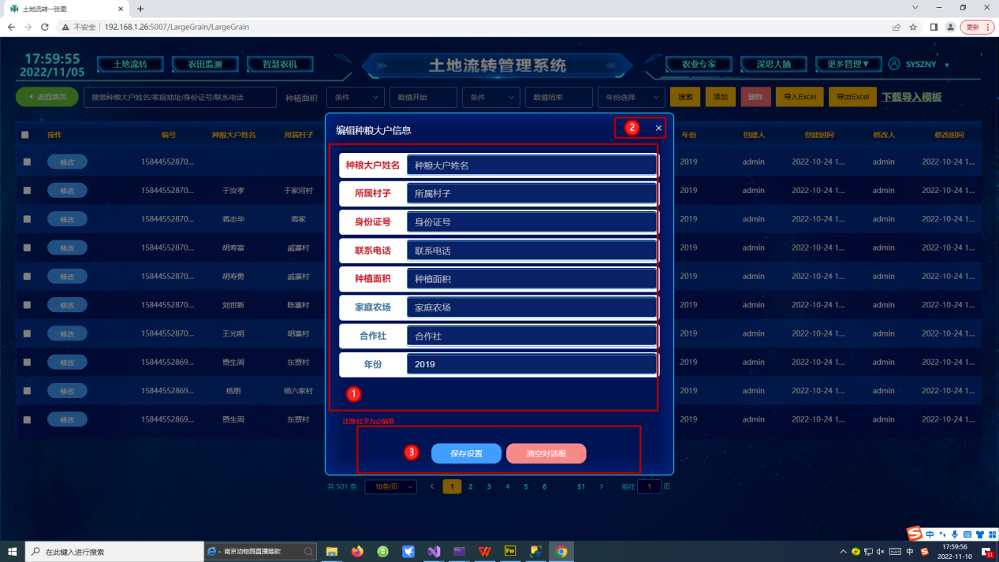 土地流转一张图
不安全 192.168.1.26:5007/LargeGrain/LargeGrain 更新
17:59:55
2022/11/05
土地流转 农田监测 智慧农机 土地流转管理系统 农业专家 深思大脑 更多管理▼ SYSZNY ▼
返回首页 搜索种粮大户姓名/家庭地址/身份证号/联系电话 种植面积 条件 数值开始 条件 数值结束 年份选择 搜索 添加 删除 导入Excel 导出Excel 下载导入模板
操作 编号 种粮大户姓名 所属村子 年份 创建人 创建时间 修改人 修改时间
修改 15844552870... 2019 admin 2022-10-24 1... admin 2022-10-24 1...
修改 15844552870... 于汝孝 于家河村 2019 admin 2022-10-24 1... admin 2022-10-24 1...
修改 15844552870... 蒋志华 蒋家 2019 admin 2022-10-24 1... admin 2022-10-24 1...
修改 15844552870... 胡寿富 戚寨村 2019 admin 2022-10-24 1... admin 2022-10-24 1...
修改 15844552870... 胡寿勇 戚寨村 2019 admin 2022-10-24 1... admin 2022-10-24 1...
修改 15844552870... 刘世新 陈寨村 2019 admin 2022-10-24 1... admin 2022-10-24 1...
修改 15844552870... 王光明 胡寨村 2019 admin 2022-10-24 1... admin 2022-10-24 1...
修改 15844552869... 贾生周 东贾村 2019 admin 2022-10-24 1... admin 2022-10-24 1...
修改 15844552869... 杨朋 杨六家村 2019 admin 2022-10-24 1... admin 2022-10-24 1...
修改 15844552869... 贾生周 东贾村 2019 admin 2022-10-24 1... admin 2022-10-24 1...
编辑种粮大户信息 2 ×
种粮大户姓名 种粮大户姓名
所属村子 所属村子
身份证号 身份证号
联系电话 联系电话
种植面积 种植面积
家庭农场 家庭农场
合作社 合作社
年份 2019
1
注意:红字为必填项
3 保存设置 清空对话框
共 501 条 10条/页 1 2 3 4 5 6 51 前往 1 页
在此键入进行搜索 南京动物园直播筹款 中
17:59:56
2022-11-10
中 11